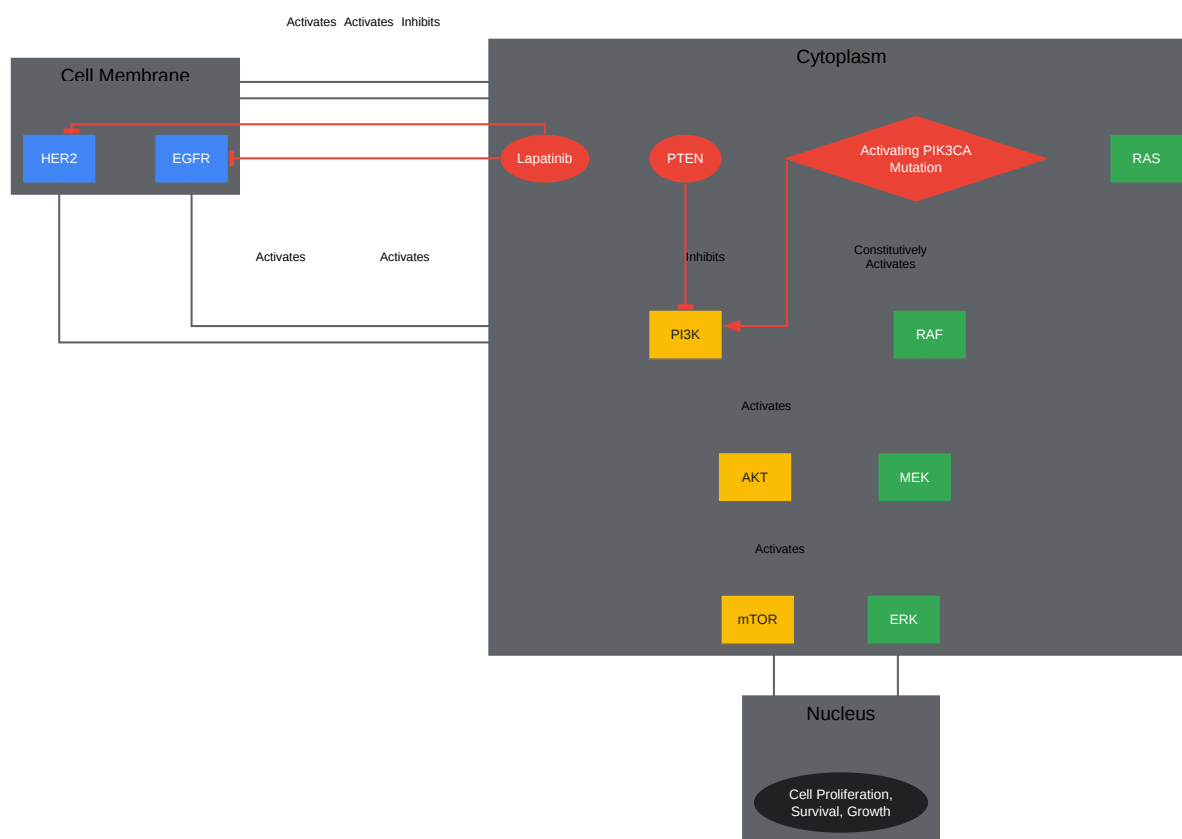 Activates Activates Inhibits
Cytoplasm
Cell Membrane
HER2
EGFR
Lapatinib
PTEN
Activating PIK3CA
Mutation
RAS
Activates
Activates
Inhibits
Constitutively
Activates
PI3K
RAF
Activates
AKT
MEK
Activates
mTOR
ERK
Nucleus
Cell Proliferation,
Survival, Growth